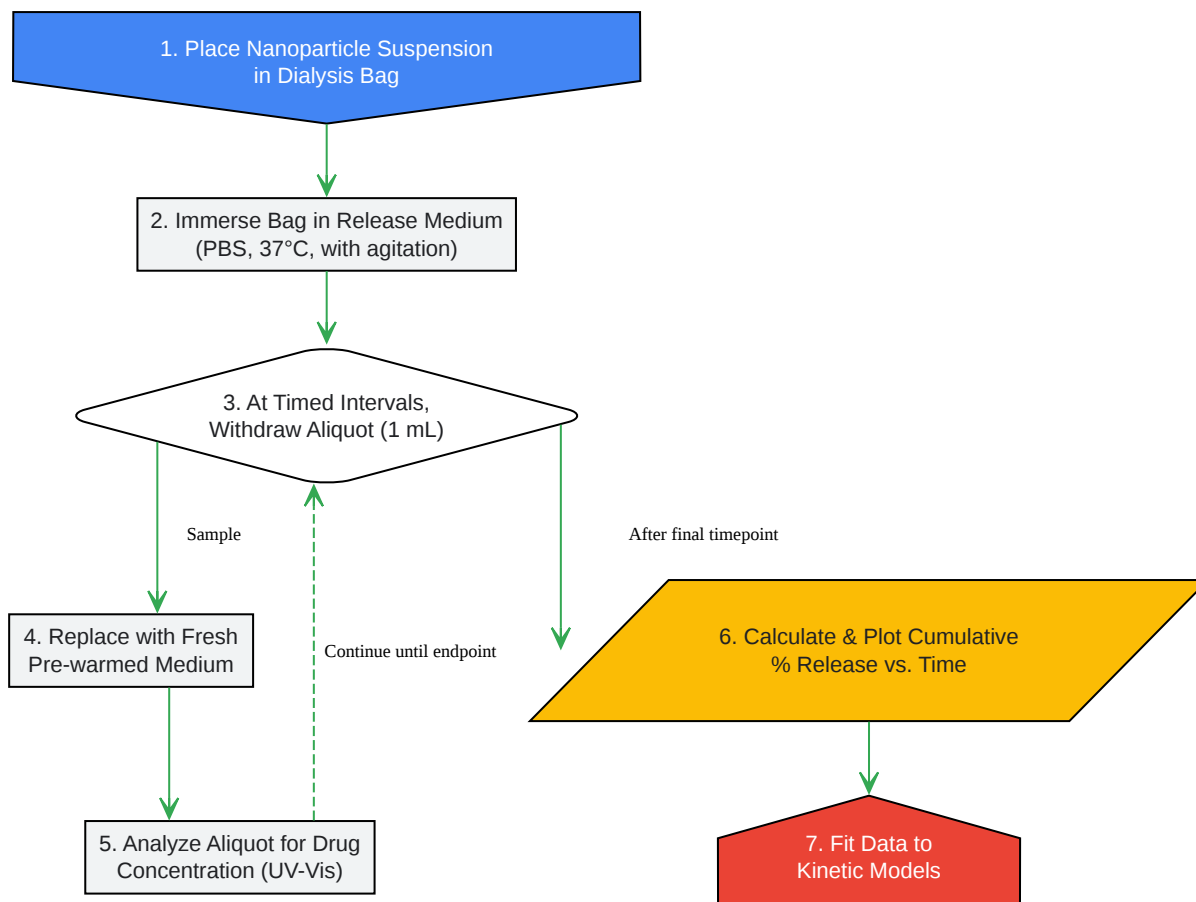 1. Place Nanoparticle Suspension
in Dialysis Bag
2. Immerse Bag in Release Medium
(PBS, 37°C, with agitation)
3. At Timed Intervals,
Withdraw Aliquot (1 mL)
Sample
After final timepoint
4. Replace with Fresh
Pre-warmed Medium
Continue until endpoint
6. Calculate & Plot Cumulative
% Release vs. Time
5. Analyze Aliquot for Drug
Concentration (UV-Vis)
7. Fit Data to
Kinetic Models